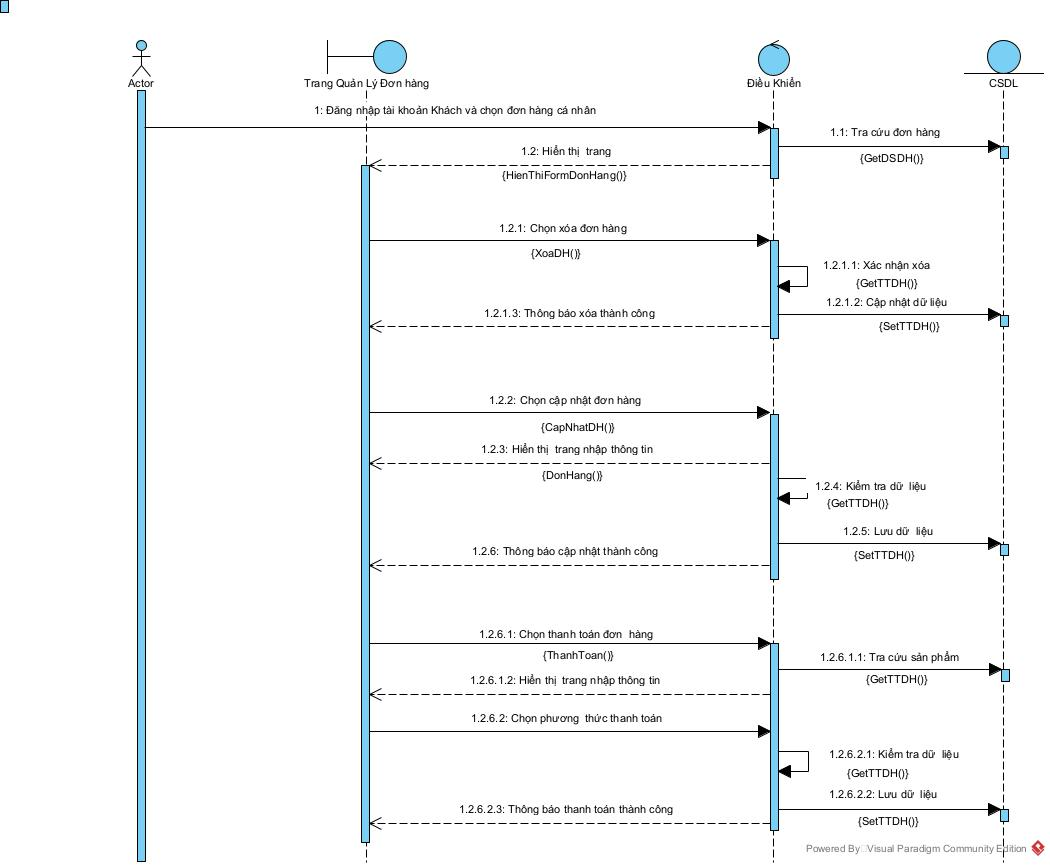 Actor
Trang Quản Lý Đơn hàng
Điều Khiển
CSDL
1: Đăng nhập tài khoản Khách và chọn đơn hàng cá nhân
1.1: Tra cứu đơn hàng
{GetDSDH()}
1.2: Hiển thị trang
{HienThiFormDonHang()}
1.2.1: Chọn xóa đơn hàng
{XoaDH()}
1.2.1.1: Xác nhận xóa
{GetTTDH()}
1.2.1.2: Cập nhật dữ liệu
{SetTTDH()}
1.2.1.3: Thông báo xóa thành công
1.2.2: Chọn cập nhật đơn hàng
{CapNhatDH()}
1.2.3: Hiển thị trang nhập thông tin
{DonHang()}
1.2.4: Kiểm tra dữ liệu
{GetTTDH()}
1.2.5: Lưu dữ liệu
{SetTTDH()}
1.2.6: Thông báo cập nhật thành công
1.2.6.1: Chọn thanh toán đơn hàng
{ThanhToan()}
1.2.6.1.1: Tra cứu sản phẩm
{GetTTDH()}
1.2.6.1.2: Hiển thị trang nhập thông tin
1.2.6.2: Chọn phương thức thanh toán
1.2.6.2.1: Kiểm tra dữ liệu
{GetTTDH()}
1.2.6.2.2: Lưu dữ liệu
{SetTTDH()}
1.2.6.2.3: Thông báo thanh toán thành công
Powered By Visual Paradigm Community Edition